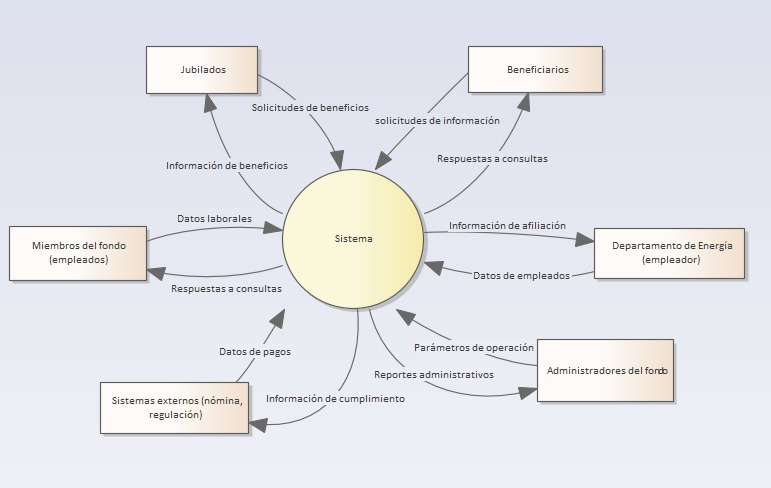 Jubilados
Beneficiarios
Solicitudes de beneficios
solicitudes de información
Información de beneficios
Respuestas a consultas
Datos laborales
Información de afiliación
Sistema
Miembros del fondo
(empleados)
Departamento de Energía
(empleador)
Respuestas a consultas
Datos de empleados
Datos de pagos
Parámetros de operación
Reportes administrativos
Administradores del fondo
Sistemas externos (nómina,
regulación)
Información de cumplimiento